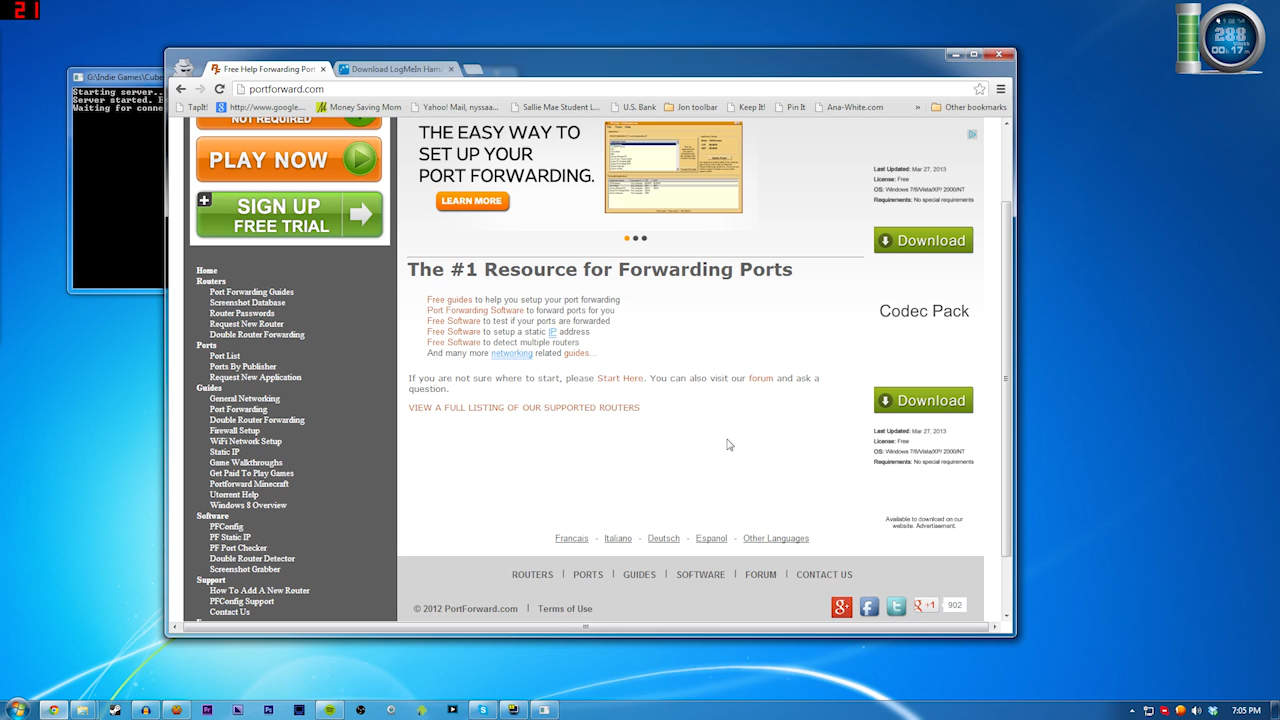 21
288
00h 17m
G:\Indie Games\Cube
Starting server..
Server started.
Waiting for conne
Free Help Forwarding Port
Download LogMeIn Hama
portforward.com
TapIt!
http://www.google....
Money Saving Mom
Yahoo! Mail, nyssaa...
Sallie Mae Student L...
U.S. Bank
Jon toolbar
Keep It!
Pin It
Ana-White.com
»
Other bookmarks
NOT REQUIRED
PLAY NOW
SIGN UP
FREE TRIAL
Home
Routers
Port Forwarding Guides
Screenshot Database
Router Passwords
Request New Router
Double Router Forwarding
Ports
Port List
Ports By Publisher
Request New Application
Guides
General Networking
Port Forwarding
Double Router Forwarding
Firewall Setup
WiFi Network Setup
Static IP
Game Walkthroughs
Get Paid To Play Games
Portforward Minecraft
Utorrent Help
Windows 8 Overview
Software
PFConfig
PF Static IP
PF Port Checker
Double Router Detector
Screenshot Grabber
Support
How To Add A New Router
PFConfig Support
Contact Us
THE EASY WAY TO
SET UP YOUR
PORT FORWARDING.
LEARN MORE
The #1 Resource for Forwarding Ports
Free guides to help you setup your port forwarding
Port Forwarding Software to forward ports for you
Free Software to test if your ports are forwarded
Free Software to setup a static IP address
Free Software to detect multiple routers
And many more networking related guides...
If you are not sure where to start, please Start Here. You can also visit our forum and ask a
question.
VIEW A FULL LISTING OF OUR SUPPORTED ROUTERS
Francais - Italiano - Deutsch - Espanol - Other Languages
ROUTERS | PORTS | GUIDES | SOFTWARE | FORUM | CONTACT US
© 2012 PortForward.com | Terms of Use
+1 902
Last Updated: Mar 27, 2013
License: Free
OS: Windows 7/8/Vista/XP/ 2000/NT
Requirements: No special requirements
Download
Codec Pack
Download
Last Updated: Mar 27, 2013
License: Free
OS: Windows 7/8/Vista/XP/ 2000/NT
Requirements: No special requirements
Available to download on our
website. Advertisement.
7:05 PM